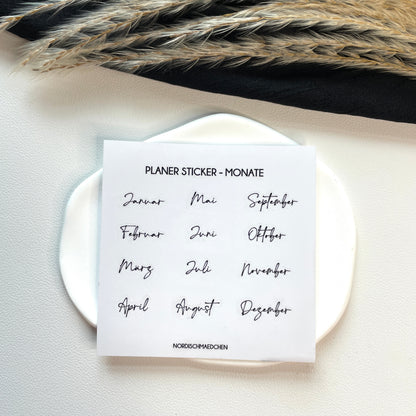 PLANER STICKER - MONATE
Januar Mai September
Februar Juni Oktober
März Juli November
April August Dezember
NORDISCHMAEDCHEN